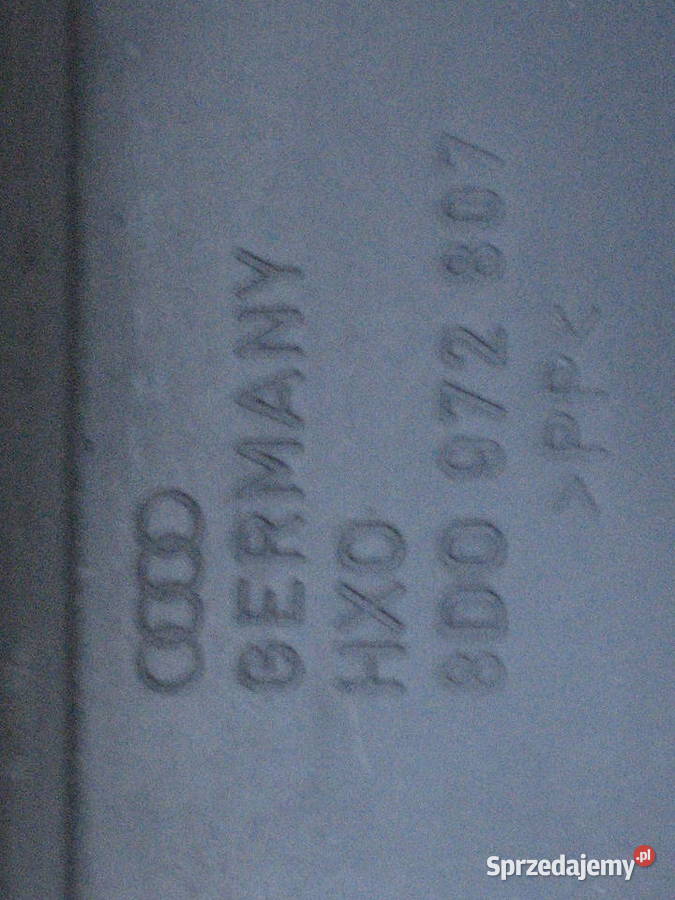 GERMANY
HXO
8D0 972 807
>PP<
Sprzedajemy.pl